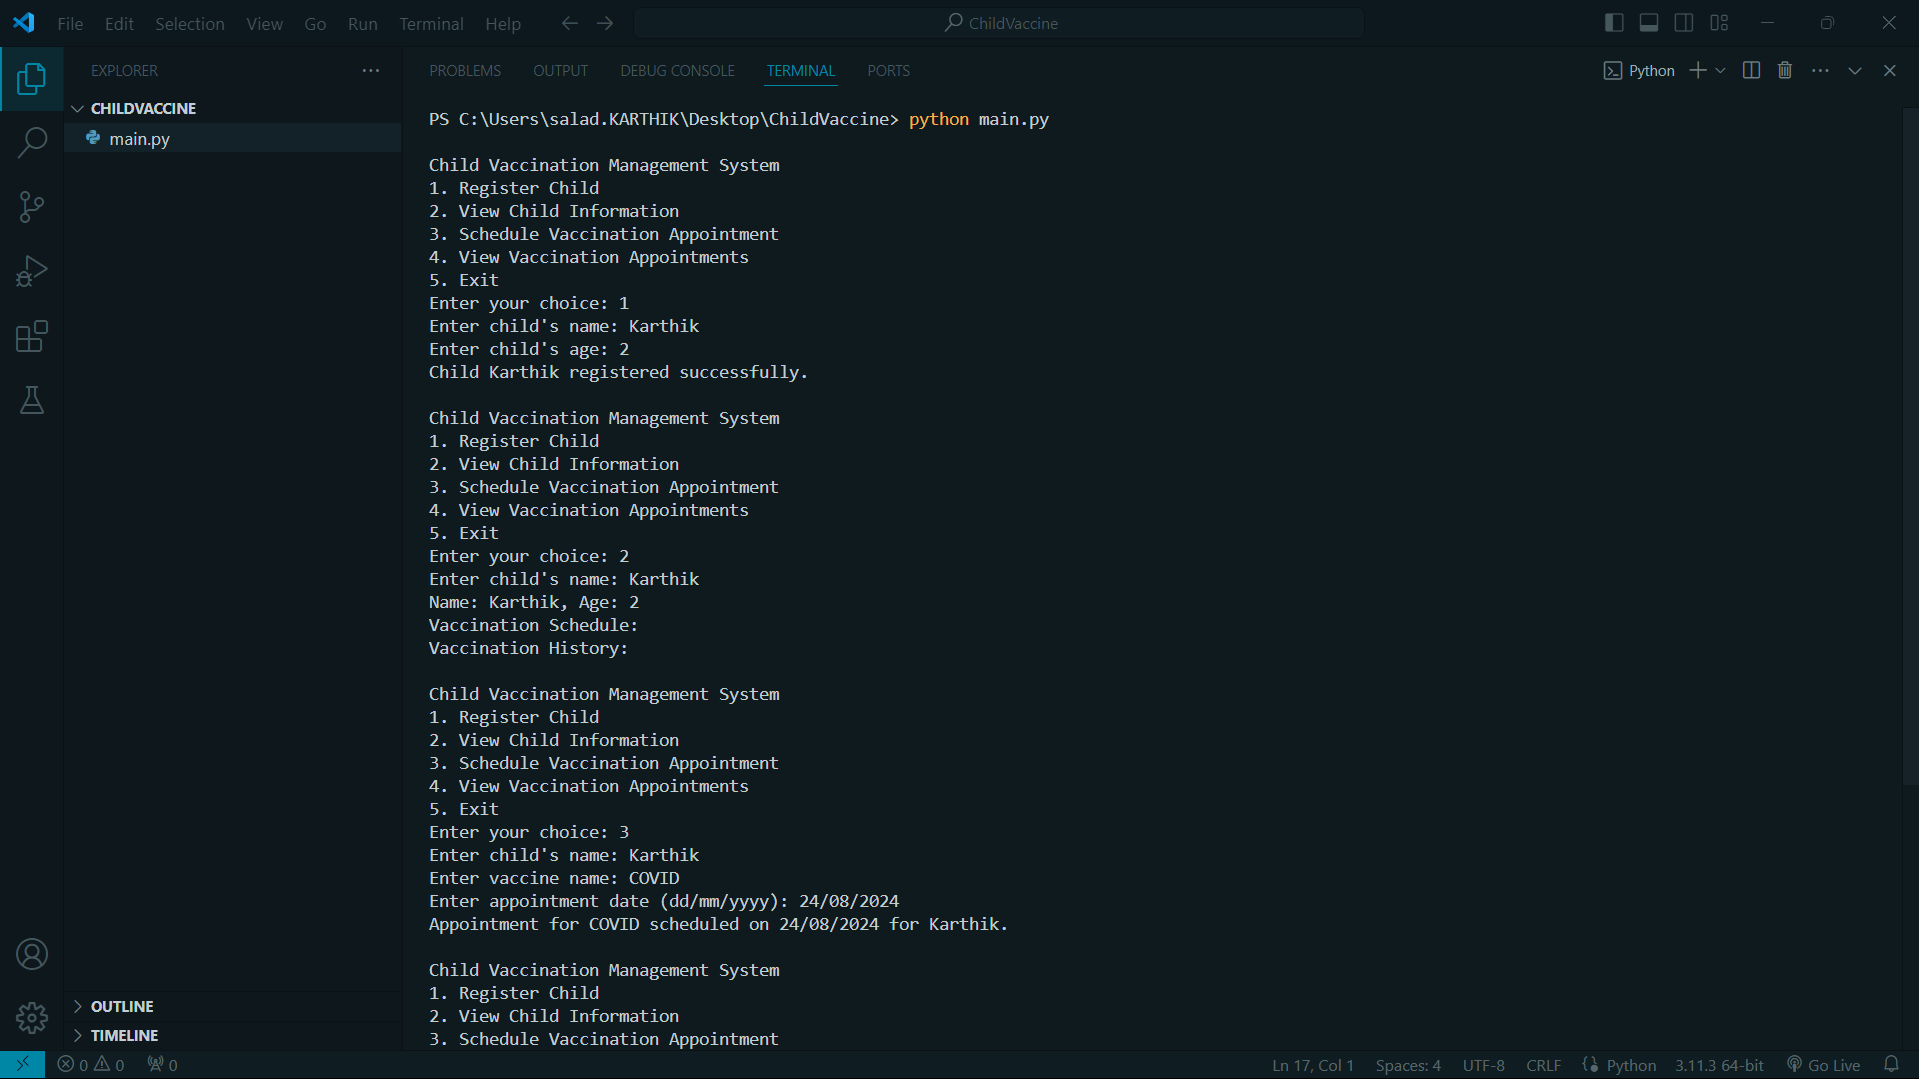 File Edit Selection View Go Run Terminal Help ChildVaccine
EXPLORER
CHILDVACCINE
main.py
OUTLINE
TIMELINE
PROBLEMS OUTPUT DEBUG CONSOLE TERMINAL PORTS Python
PS C:\Users\salad.KARTHIK\Desktop\ChildVaccine> python main.py
Child Vaccination Management System
1. Register Child
2. View Child Information
3. Schedule Vaccination Appointment
4. View Vaccination Appointments
5. Exit
Enter your choice: 1
Enter child's name: Karthik
Enter child's age: 2
Child Karthik registered successfully.
Child Vaccination Management System
1. Register Child
2. View Child Information
3. Schedule Vaccination Appointment
4. View Vaccination Appointments
5. Exit
Enter your choice: 2
Enter child's name: Karthik
Name: Karthik, Age: 2
Vaccination Schedule:
Vaccination History:
Child Vaccination Management System
1. Register Child
2. View Child Information
3. Schedule Vaccination Appointment
4. View Vaccination Appointments
5. Exit
Enter your choice: 3
Enter child's name: Karthik
Enter vaccine name: COVID
Enter appointment date (dd/mm/yyyy): 24/08/2024
Appointment for COVID scheduled on 24/08/2024 for Karthik.
Child Vaccination Management System
1. Register Child
2. View Child Information
3. Schedule Vaccination Appointment
0 0 0 Ln 17, Col 1 Spaces: 4 UTF-8 CRLF Python 3.11.3 64-bit Go Live